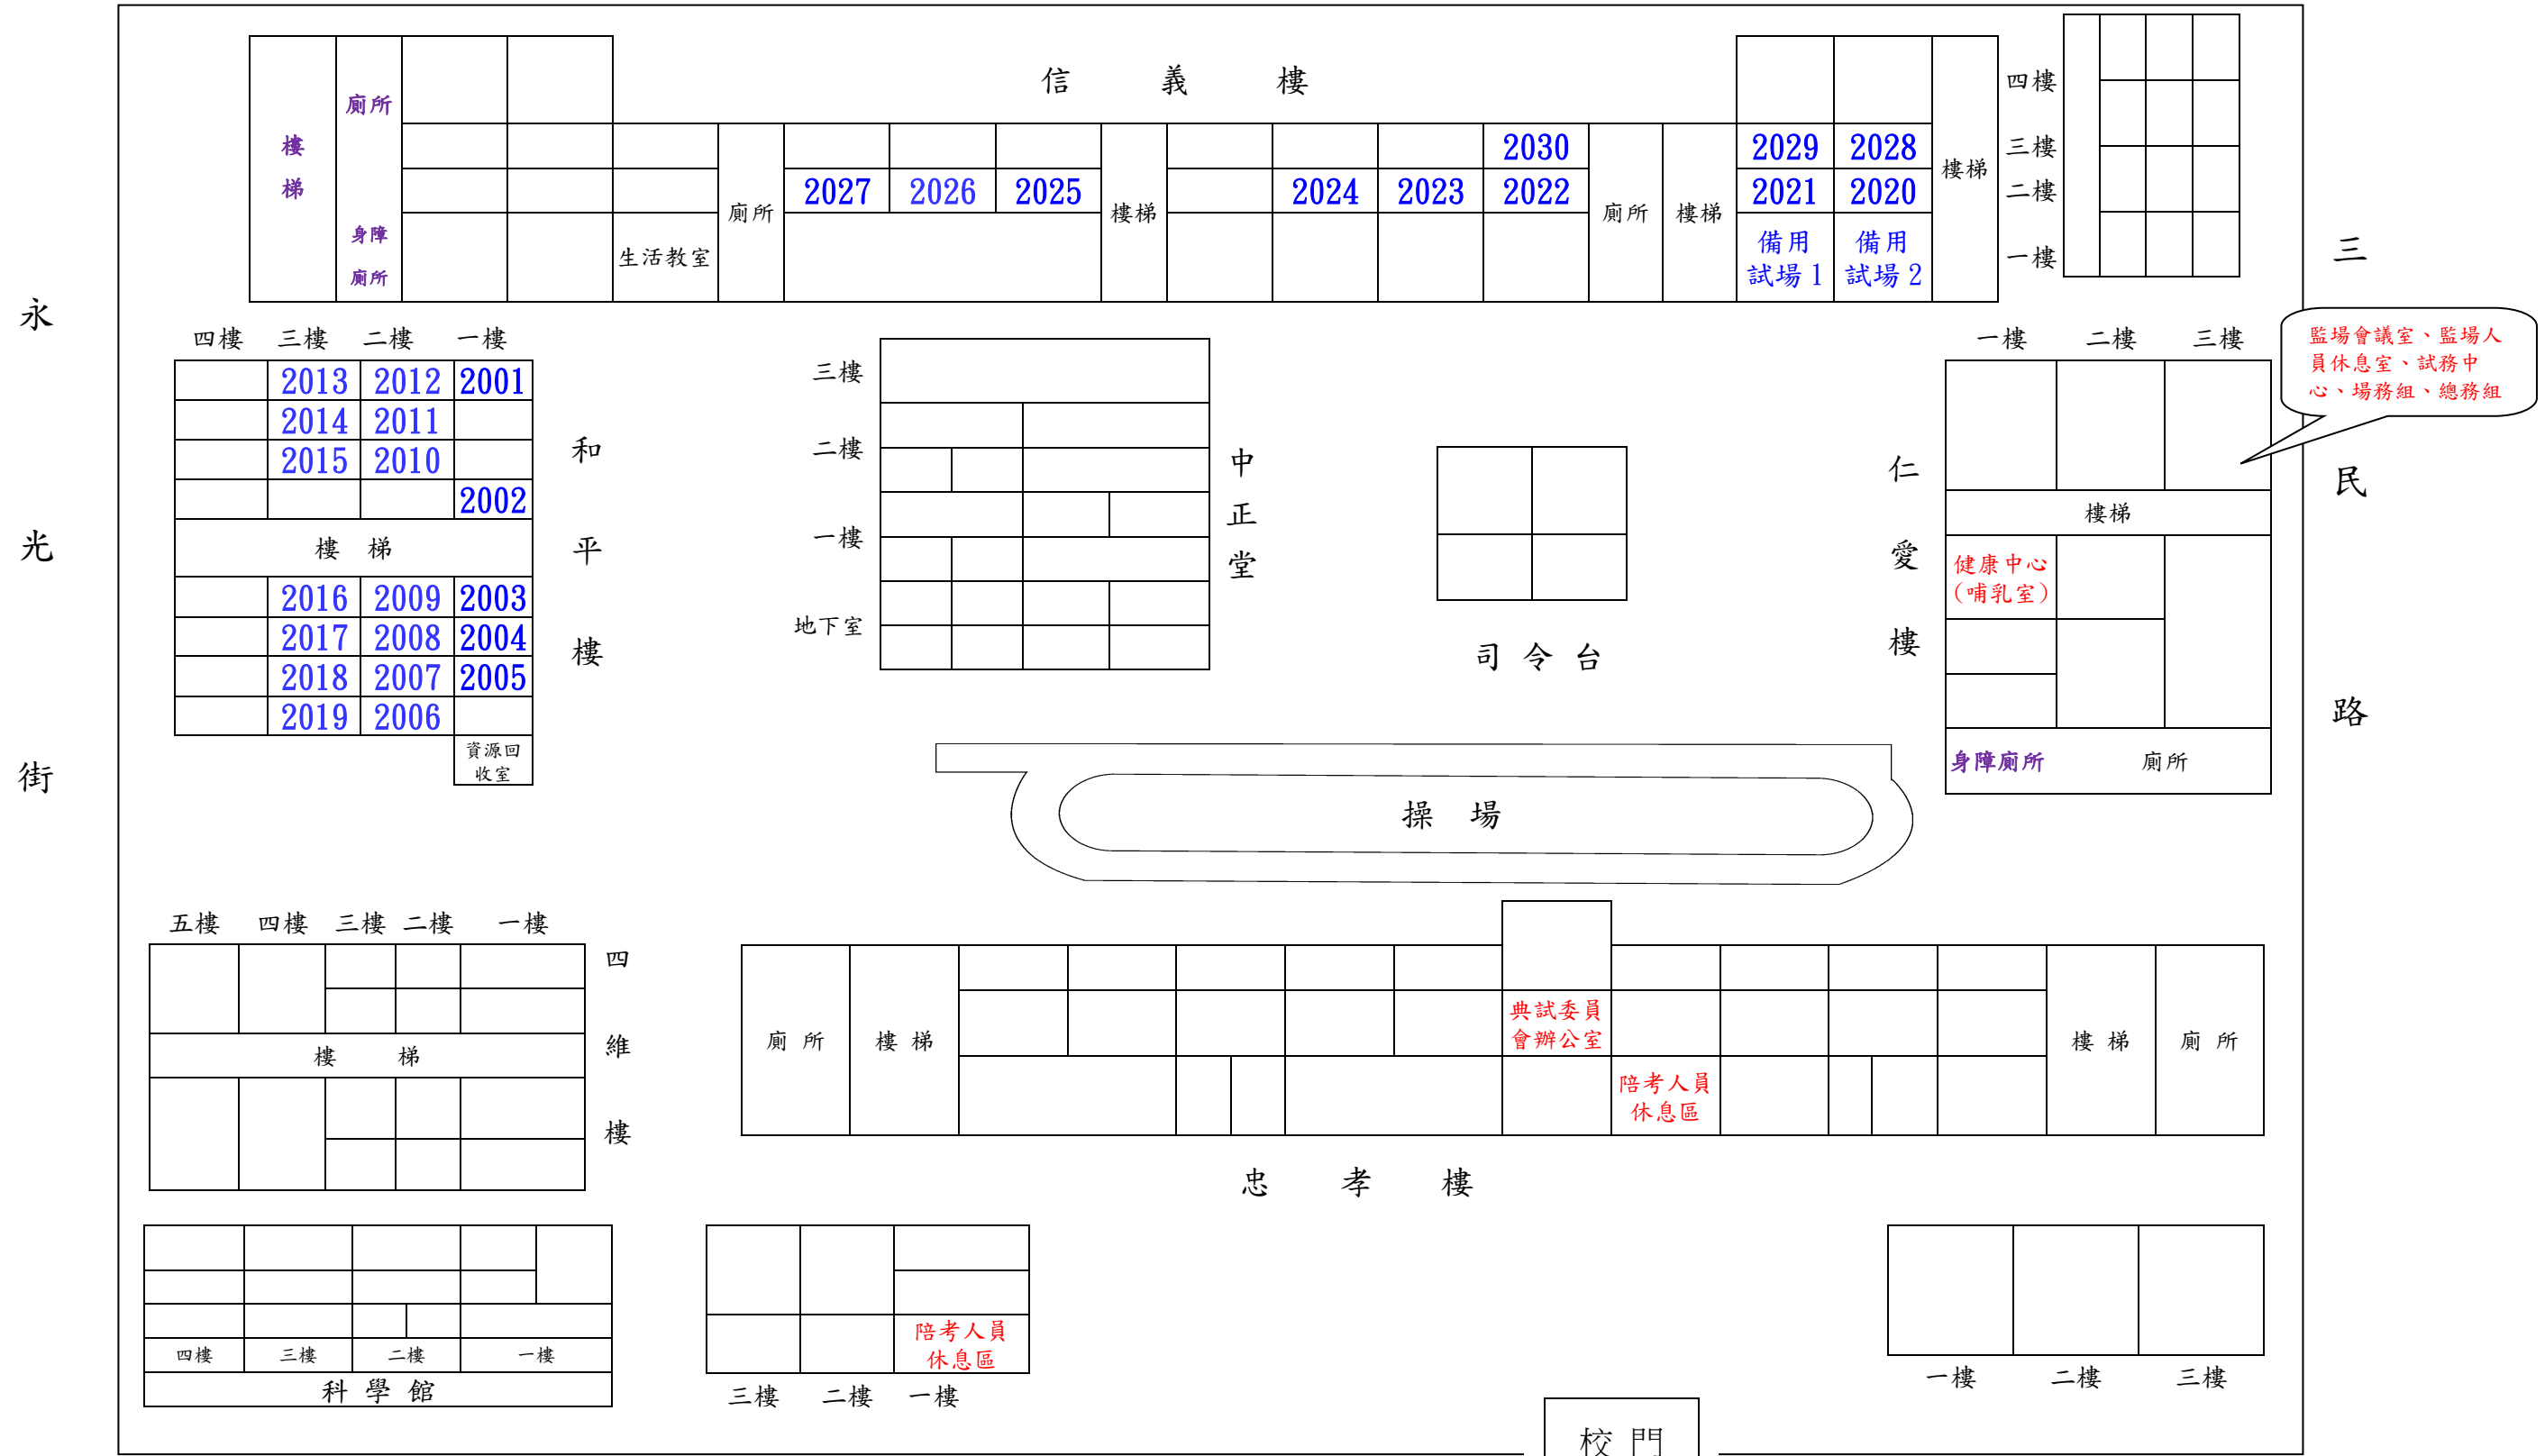 信 義 樓
廁所
樓
梯
身障
廁所
生活教室
廁所
2027 2026 2025
樓梯
2030
2024 2023 2022
廁所
樓梯
2029 2028
2021 2020
備用
試場 1
備用
試場 2
樓梯
四樓
三樓
二樓
一樓
永
光
街
三
民
路
四樓 三樓 二樓 一樓
2013 2012 2001
2014 2011
2015 2010
2002
樓 梯
2016 2009 2003
2017 2008 2004
2018 2007 2005
2019 2006
資源回
收室
和
平
樓
三樓
二樓
一樓
地下室
中
正
堂
司 令 台
仁
愛
樓
一樓 二樓 三樓
樓梯
健康中心
(哺乳室)
身障廁所 廁所
監場會議室、監場人
員休息室、試務中
心、場務組、總務組
操 場
五樓 四樓 三樓 二樓 一樓
樓 梯
四
維
樓
廁 所
樓 梯
典試委員
會辦公室
陪考人員
休息區
樓 梯
廁 所
忠 孝 樓
四樓 三樓 二樓 一樓
科 學 館
陪考人員
休息區
三樓 二樓 一樓
一樓 二樓 三樓
校 門